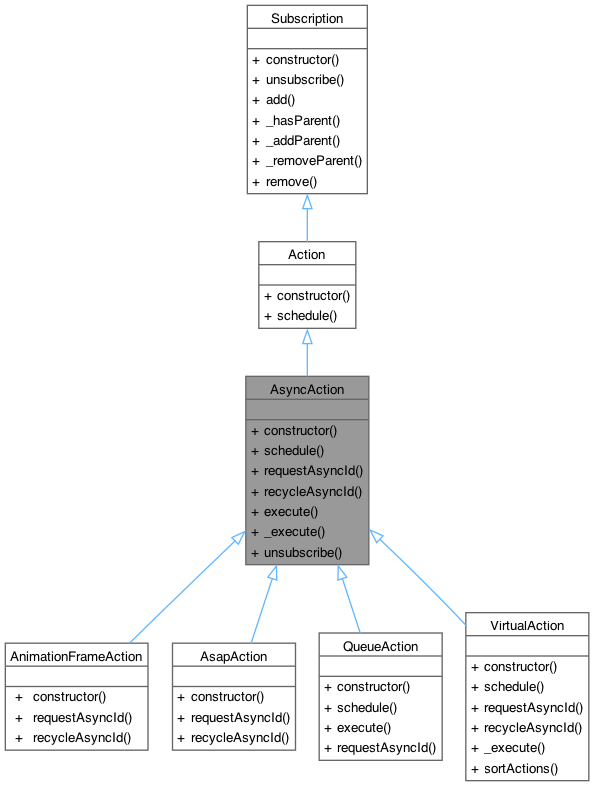 Subscription
+ constructor()
+ unsubscribe()
+ add()
+ _hasParent()
+ _addParent()
+ _removeParent()
+ remove()
Action
+ constructor()
+ schedule()
AsyncAction
+ constructor()
+ schedule()
+ requestAsyncId()
+ recycleAsyncId()
+ execute()
+ _execute()
+ unsubscribe()
AnimationFrameAction
+ constructor()
+ requestAsyncId()
+ recycleAsyncId()
AsapAction
+ constructor()
+ requestAsyncId()
+ recycleAsyncId()
QueueAction
+ constructor()
+ schedule()
+ execute()
+ requestAsyncId()
VirtualAction
+ constructor()
+ schedule()
+ requestAsyncId()
+ recycleAsyncId()
+ _execute()
+ sortActions()